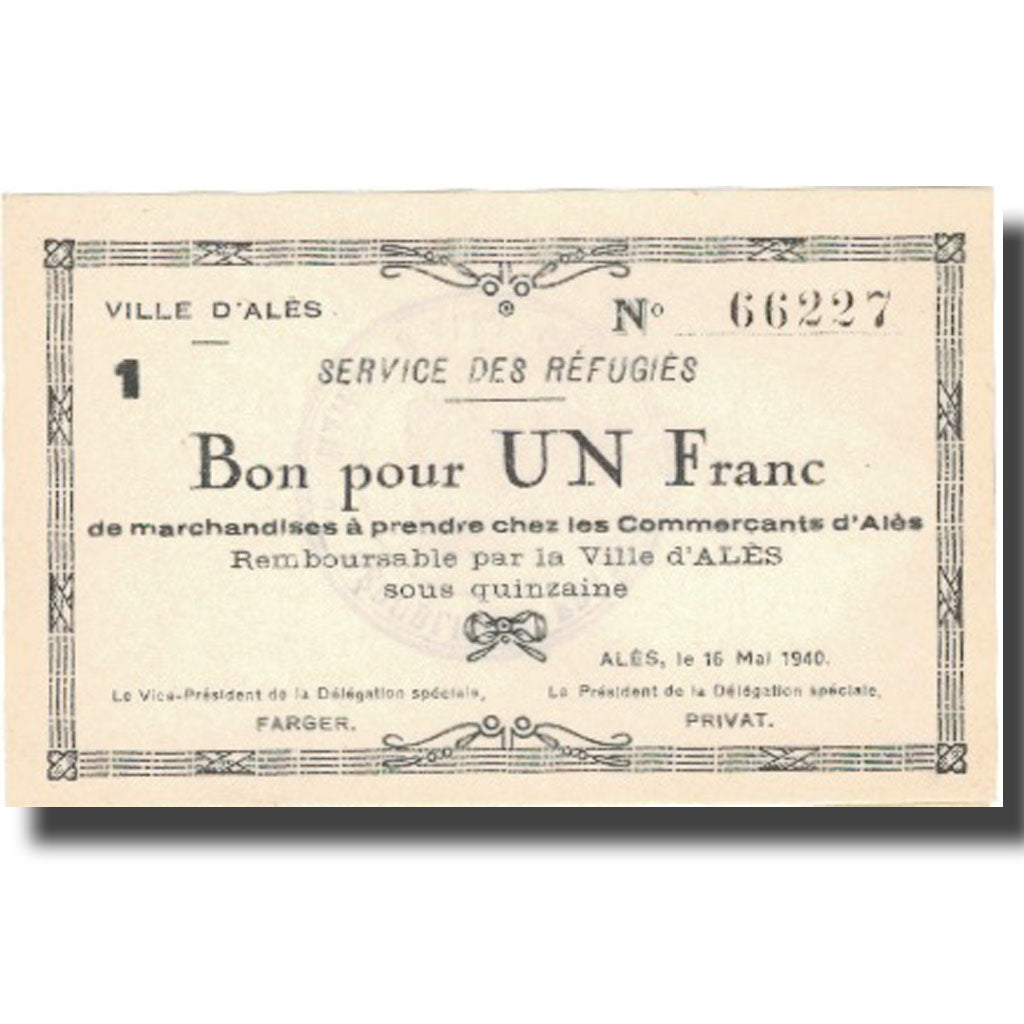 VILLE D'ALÈS.
Nº 66227
1
SERVICE DES RÉFUGIÉS
Bon pour UN Franc
de marchandises à prendre chez les Commerçants d'Alès
Remboursable par la Ville d'ALÈS
sous quinzaine
ALÈS, le 16 Mai 1940.
Le Vice-Président de la Délégation spéciale,
FARGER.
Le Président de la Délégation spéciale,
PRIVAT.